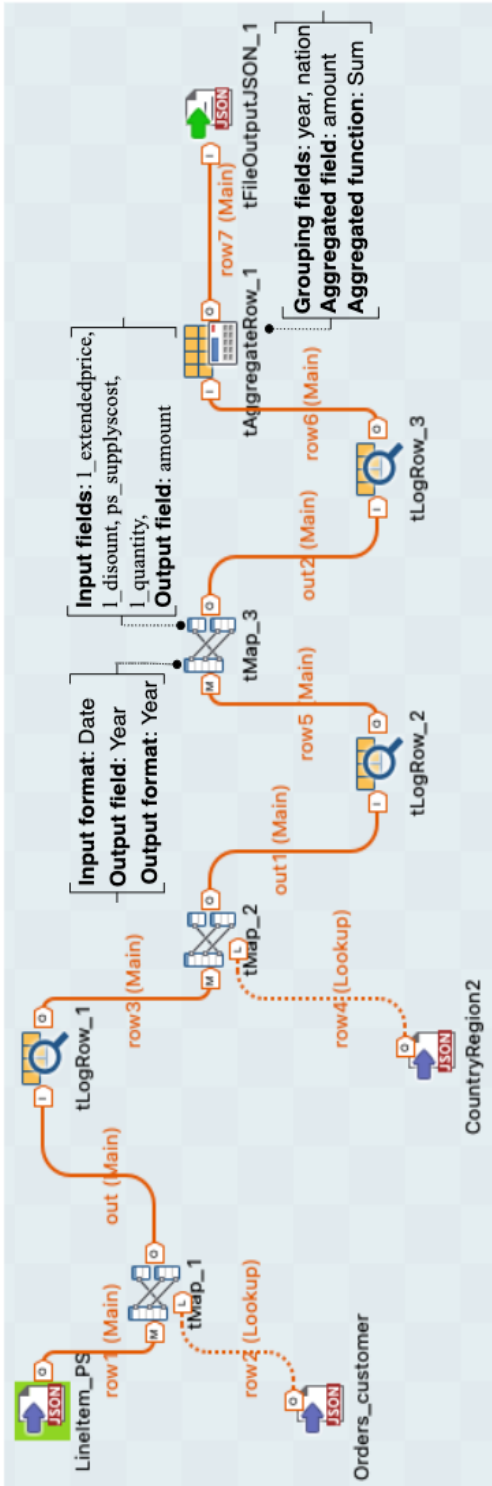 LineItem_PS
JSON
row1 (Main)
M
O
L
tMap_1
row2 (Lookup)
O
JSON
Orders_customer
out (Main)
I
O
tLogRow_1
row3 (Main)
M
O
L
tMap_2
row4 (Lookup)
O
JSON
CountryRegion2
out1 (Main)
I
O
tLogRow_2
row5 (Main)
Input format: Date
Output field: Year
Output format: Year
M
O
tMap_3
Input fields: l_extendedprice,
l_disount, ps_supplyscost,
l_quantity,
Output field: amount
out2 (Main)
I
O
tLogRow_3
row6 (Main)
I
O
tAggregateRow_1
Grouping fields: year, nation
Aggregated field: amount
Aggregated function: Sum
row7 (Main)
I
JSON
tFileOutputJSON_1